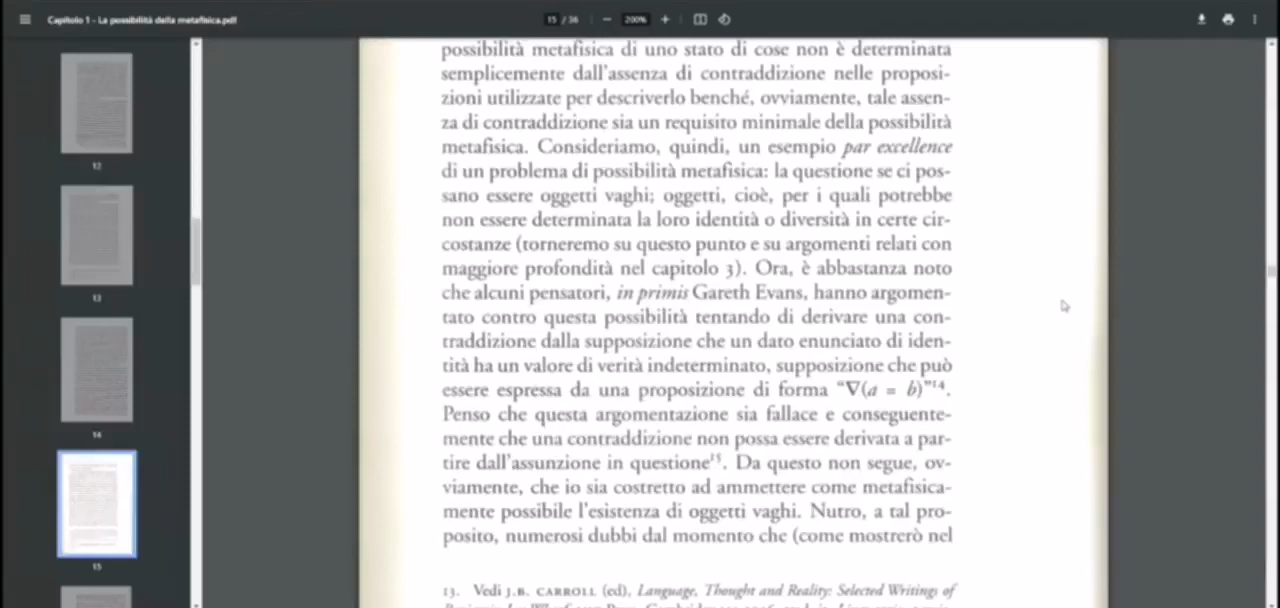 Capitolo 1 - La possibilità della metafisica.pdf
15 / 36
200%
12
13
14
15
possibilità metafisica di uno stato di cose non è determinata
semplicemente dall'assenza di contraddizione nelle proposi-
zioni utilizzate per descriverlo benché, ovviamente, tale assen-
za di contraddizione sia un requisito minimale della possibilità
metafisica. Consideriamo, quindi, un esempio par excellence
di un problema di possibilità metafisica: la questione se ci pos-
sano essere oggetti vaghi; oggetti, cioè, per i quali potrebbe
non essere determinata la loro identità o diversità in certe cir-
costanze (torneremo su questo punto e su argomenti relati con
maggiore profondità nel capitolo 3). Ora, è abbastanza noto
che alcuni pensatori, in primis Gareth Evans, hanno argomen-
tato contro questa possibilità tentando di derivare una con-
traddizione dalla supposizione che un dato enunciato di iden-
tità ha un valore di verità indeterminato, supposizione che può
essere espressa da una proposizione di forma “∇(a = b)”¹⁴.
Penso che questa argomentazione sia fallace e conseguente-
mente che una contraddizione non possa essere derivata a par-
tire dall'assunzione in questione¹⁵. Da questo non segue, ov-
viamente, che io sia costretto ad ammettere come metafisica-
mente possibile l'esistenza di oggetti vaghi. Nutro, a tal pro-
posito, numerosi dubbi dal momento che (come mostrerò nel
13. Vedi J.B. CARROLL (ed), Language, Thought and Reality: Selected Writings of